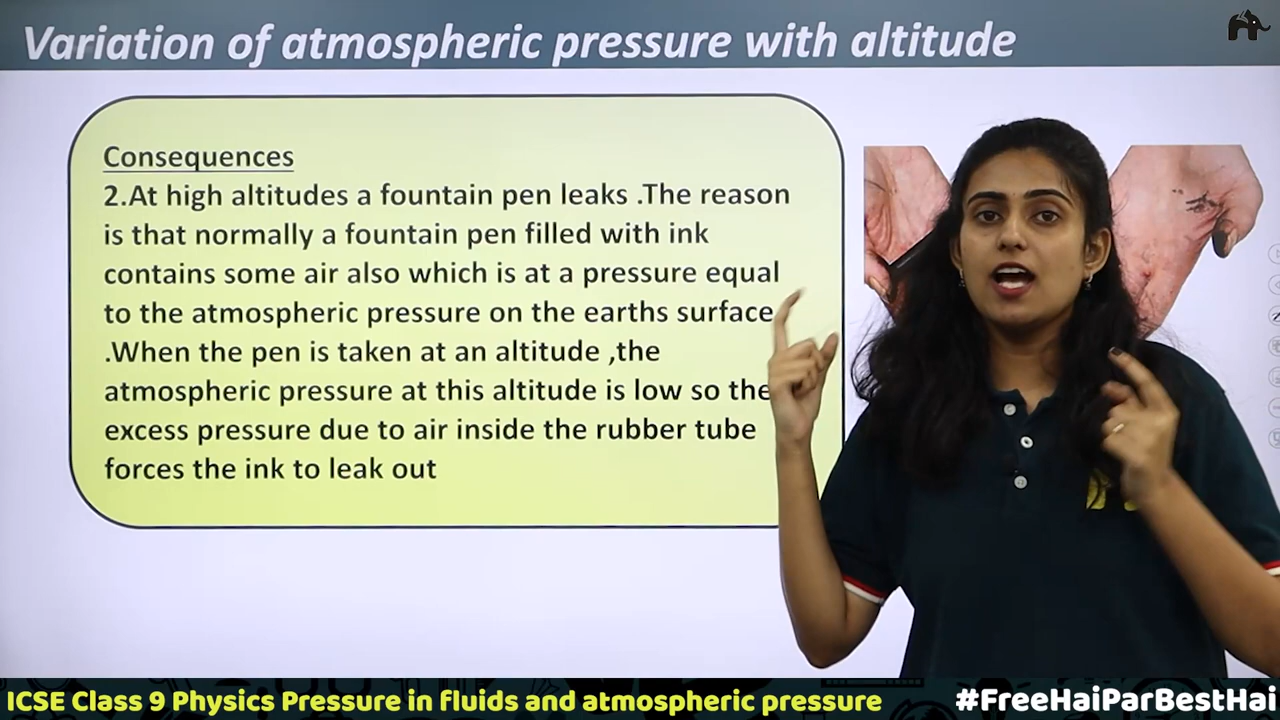 Variation of atmospheric pressure with altitude
Consequences
2.At high altitudes a fountain pen leaks .The reason
is that normally a fountain pen filled with ink
contains some air also which is at a pressure equal
to the atmospheric pressure on the earths surface
.When the pen is taken at an altitude ,the
atmospheric pressure at this altitude is low so the
excess pressure due to air inside the rubber tube
forces the ink to leak out
ICSE Class 9 Physics Pressure in fluids and atmospheric pressure
#FreeHaiParBestHai